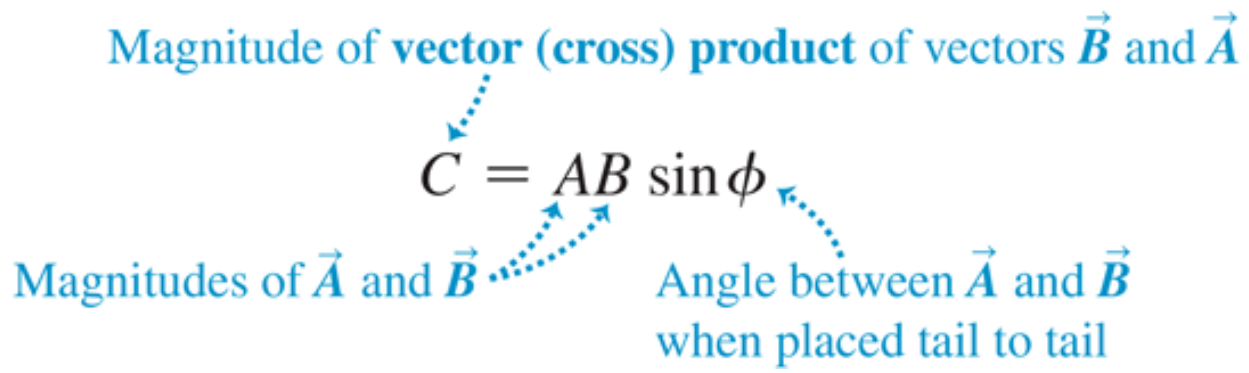 Magnitude of vector (cross) product of vectors B⃗ and A⃗
C = AB sin ϕ
Magnitudes of A⃗ and B⃗
Angle between A⃗ and B⃗
when placed tail to tail